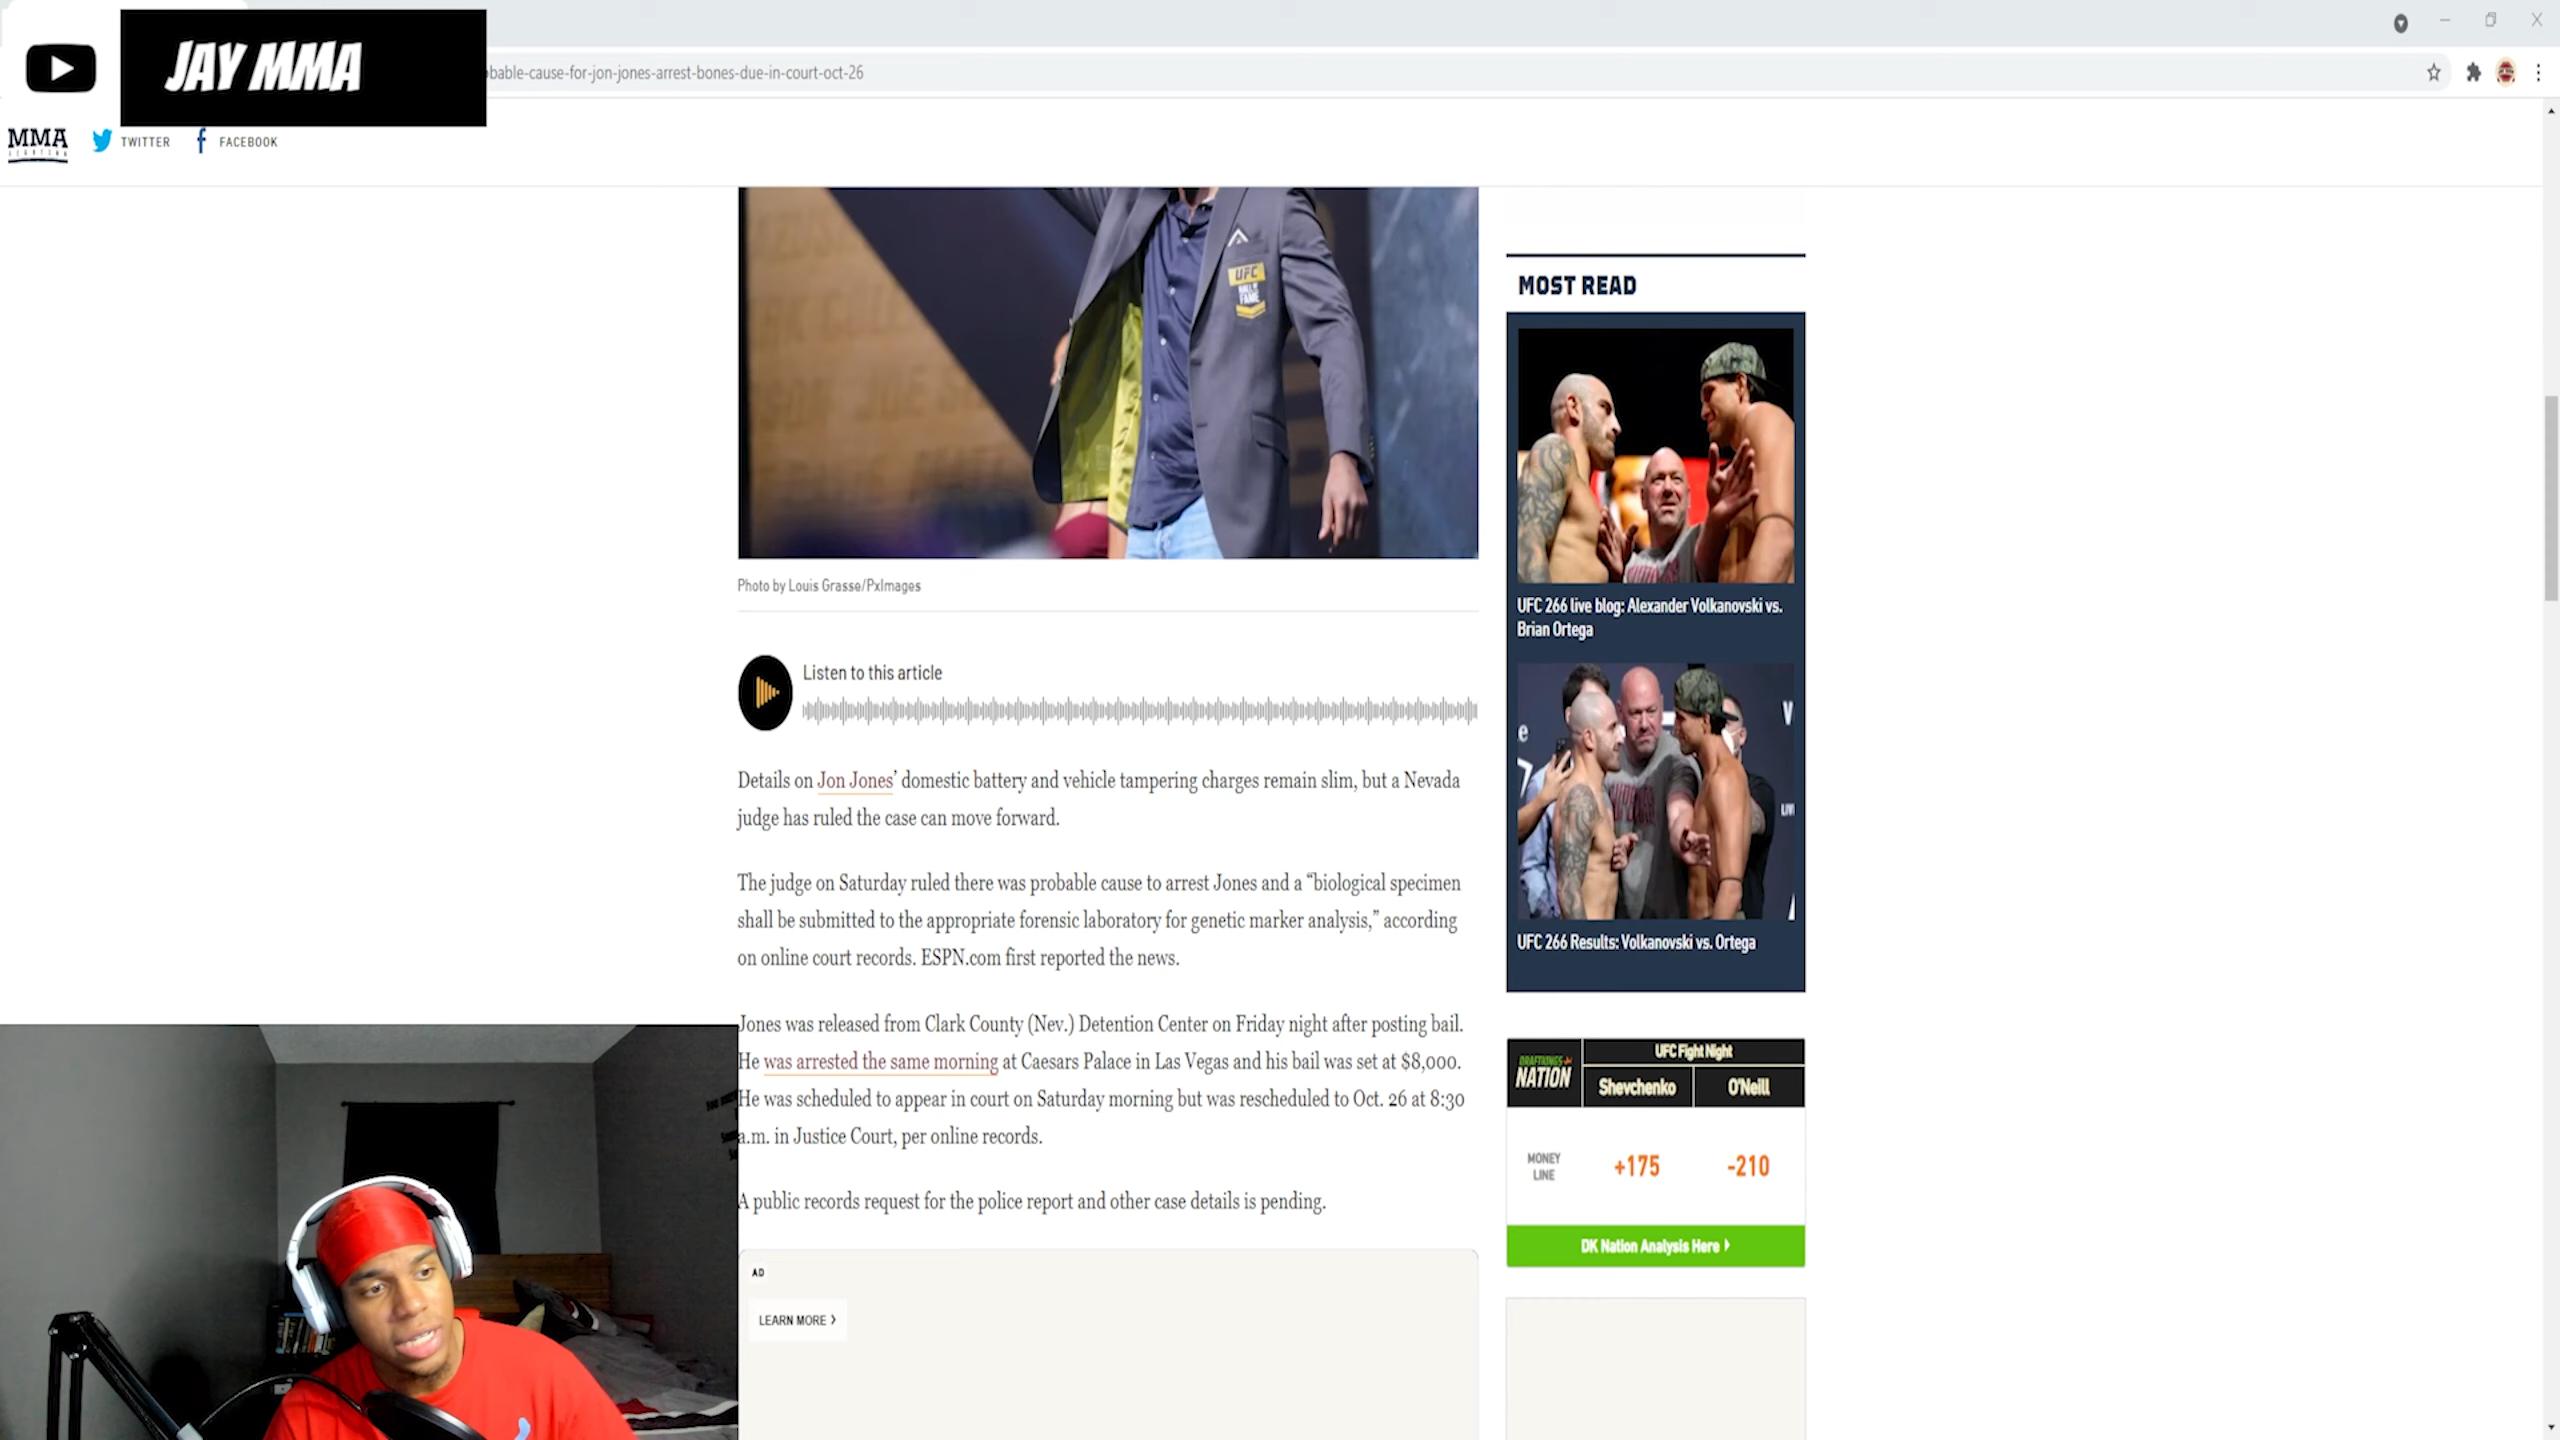 JAY MMA
bable-cause-for-jon-jones-arrest-bones-due-in-court-oct-26
MMA
FIGHTING
TWITTER
FACEBOOK
UFC
HALL OF
FAME
Photo by Louis Grasse/PxImages
Listen to this article
Details on Jon Jones’ domestic battery and vehicle tampering charges remain slim, but a Nevada
judge has ruled the case can move forward.
The judge on Saturday ruled there was probable cause to arrest Jones and a “biological specimen
shall be submitted to the appropriate forensic laboratory for genetic marker analysis,” according
on online court records. ESPN.com first reported the news.
Jones was released from Clark County (Nev.) Detention Center on Friday night after posting bail.
He was arrested the same morning at Caesars Palace in Las Vegas and his bail was set at $8,000.
He was scheduled to appear in court on Saturday morning but was rescheduled to Oct. 26 at 8:30
a.m. in Justice Court, per online records.
A public records request for the police report and other case details is pending.
AD
LEARN MORE
MOST READ
UFC 266 live blog: Alexander Volkanovski vs.
Brian Ortega
UFC 266 Results: Volkanovski vs. Ortega
DRAFTKINGS
NATION
UFC Fight Night
Shevchenko
O'Neill
MONEY
LINE
+175
-210
DK Nation Analysis Here